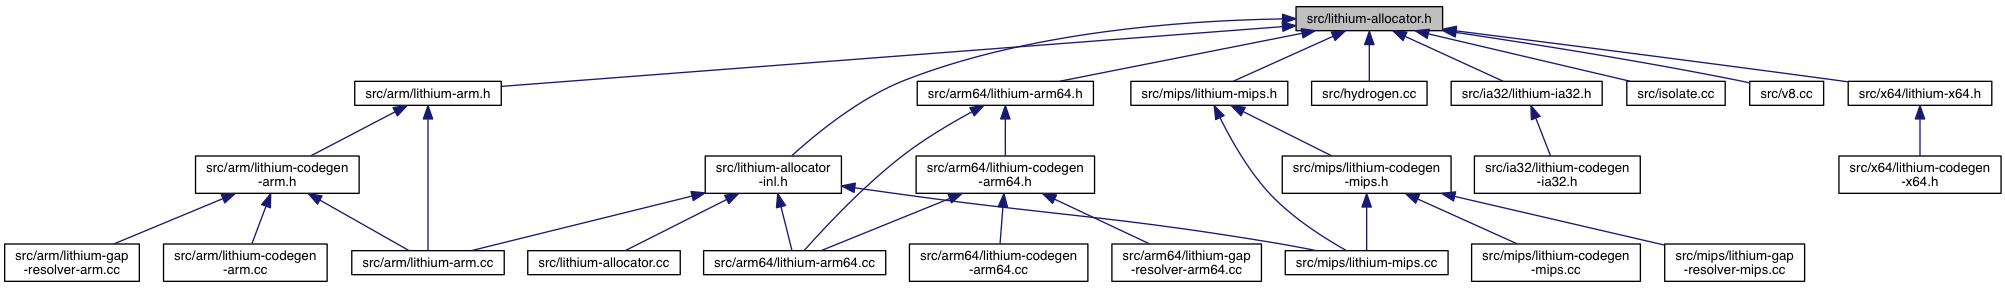 src/lithium-allocator.h
src/arm/lithium-arm.h
src/arm64/lithium-arm64.h
src/mips/lithium-mips.h
src/hydrogen.cc
src/ia32/lithium-ia32.h
src/isolate.cc
src/v8.cc
src/x64/lithium-x64.h
src/arm/lithium-codegen
-arm.h
src/lithium-allocator
-inl.h
src/arm64/lithium-codegen
-arm64.h
src/mips/lithium-codegen
-mips.h
src/ia32/lithium-codegen
-ia32.h
src/x64/lithium-codegen
-x64.h
src/arm/lithium-gap
-resolver-arm.cc
src/arm/lithium-codegen
-arm.cc
src/arm/lithium-arm.cc
src/lithium-allocator.cc
src/arm64/lithium-arm64.cc
src/arm64/lithium-codegen
-arm64.cc
src/arm64/lithium-gap
-resolver-arm64.cc
src/mips/lithium-mips.cc
src/mips/lithium-codegen
-mips.cc
src/mips/lithium-gap
-resolver-mips.cc